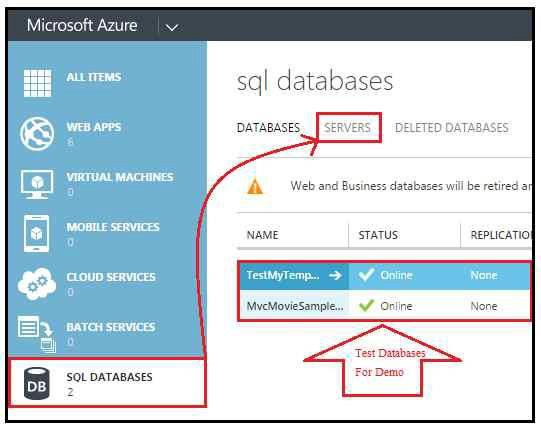 Microsoft Azure
ALL ITEMS
WEB APPS
6
VIRTUAL MACHINES
0
MOBILE SERVICES
0
CLOUD SERVICES
0
BATCH SERVICES
0
DB
SQL DATABASES
2
sql databases
DATABASES SERVERS DELETED DATABASES
Web and Business databases will be retired an
NAME STATUS REPLICATION
TestMyTemp... Online None
MvcMovieSample... Online None
Test Databases
For Demo